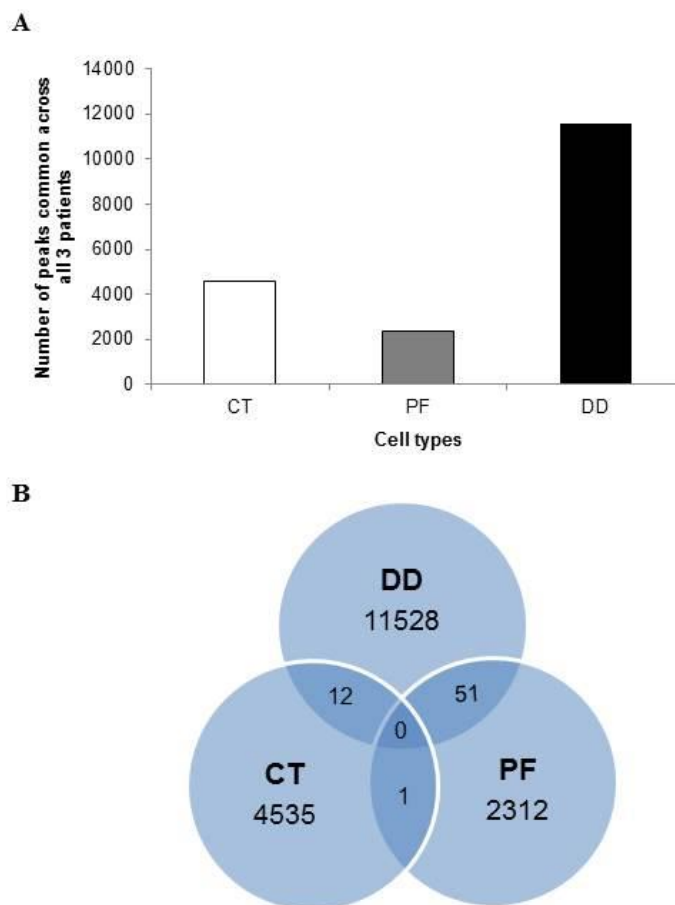 A
14000
12000
10000
8000
6000
4000
2000
0
Number of peaks common across
all 3 patients
CT PF DD
Cell types
B
DD
11528
12 51
0
CT PF
4535 1 2312